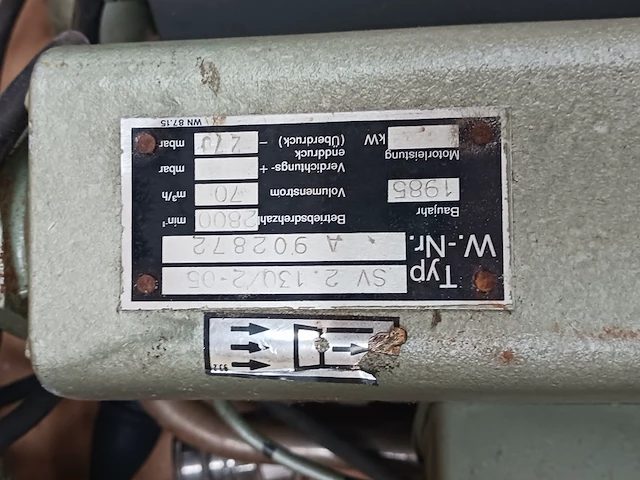 Typ SV 2.130/2-05
W.-Nr. A 902872
Baujahr 1985
Betriebsdrehzahl 2800 min⁻¹
Volumenstrom 70 m³/h
Motorleistung kW
Verdichtungs- + mbar
enddruck
(Überdruck) – 270 mbar
WN 87.15